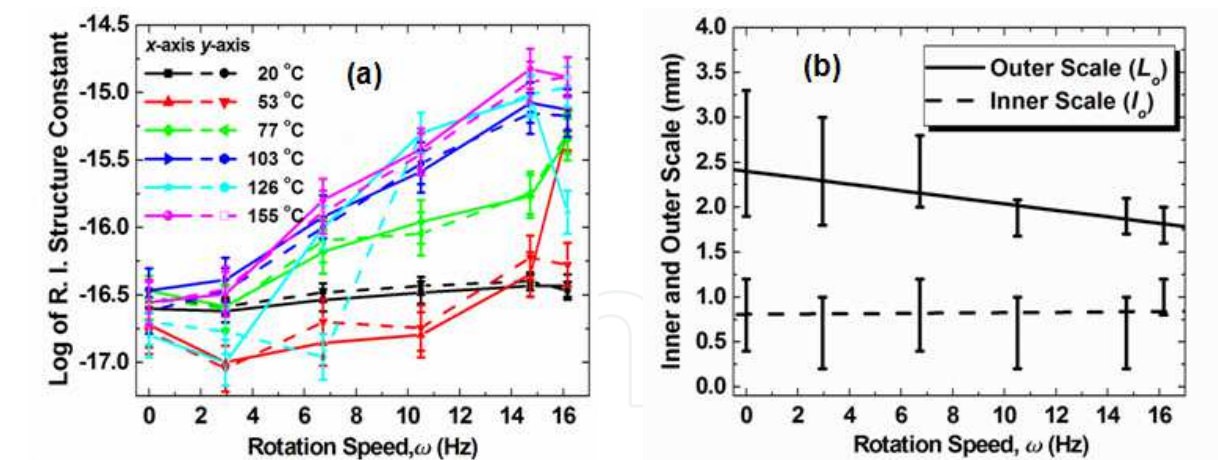 -14.5
-15.0
-15.5
-16.0
-16.5
-17.0
Log of R. I. Structure Constant
x-axis y-axis
20 °C
53 °C
77 °C
103 °C
126 °C
155 °C
(a)
0 2 4 6 8 10 12 14 16
Rotation Speed,ω (Hz)
4.0
3.5
3.0
2.5
2.0
1.5
1.0
0.5
0.0
Inner and Outer Scale (mm)
(b)
Outer Scale (Lo)
Inner Scale (lo)
0 2 4 6 8 10 12 14 16
Rotation Speed, ω (Hz)